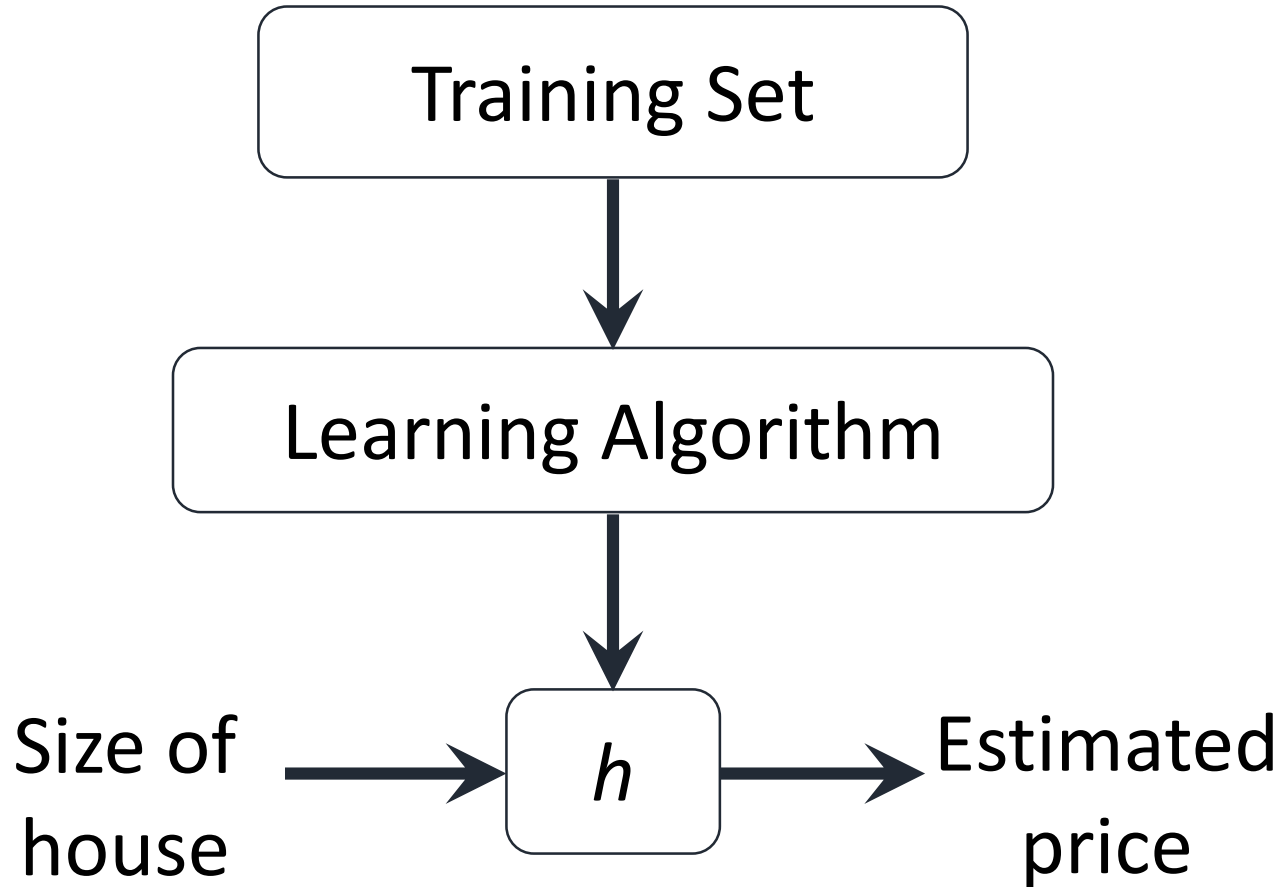 Training Set
Learning Algorithm
Size of
house
h
Estimated
price